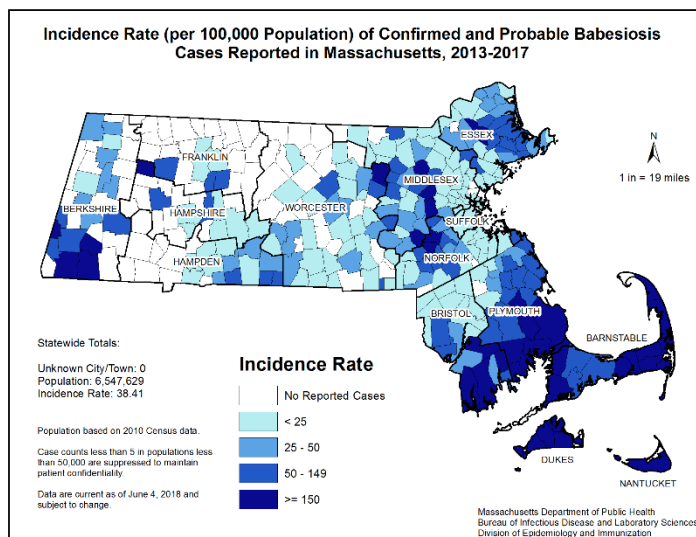 Incidence Rate (per 100,000 Population) of Confirmed and Probable Babesiosis
Cases Reported in Massachusetts, 2013-2017
N
1 in = 19 miles
ESSEX
FRANKLIN
MIDDLESEX
BERKSHIRE
HAMPSHIRE
WORCESTER
SUFFOLK
HAMPDEN
NORFOLK
BRISTOL
PLYMOUTH
BARNSTABLE
DUKES
NANTUCKET
Statewide Totals:
Unknown City/Town: 0
Population: 6,547,629
Incidence Rate: 38.41
Population based on 2010 Census data.
Case counts less than 5 in populations less
than 50,000 are suppressed to maintain
patient confidentiality.
Data are current as of June 4, 2018 and
subject to change.
Incidence Rate
No Reported Cases
< 25
25 - 50
50 - 149
>= 150
Massachusetts Department of Public Health
Bureau of Infectious Disease and Laboratory Sciences
Division of Epidemiology and Immunization